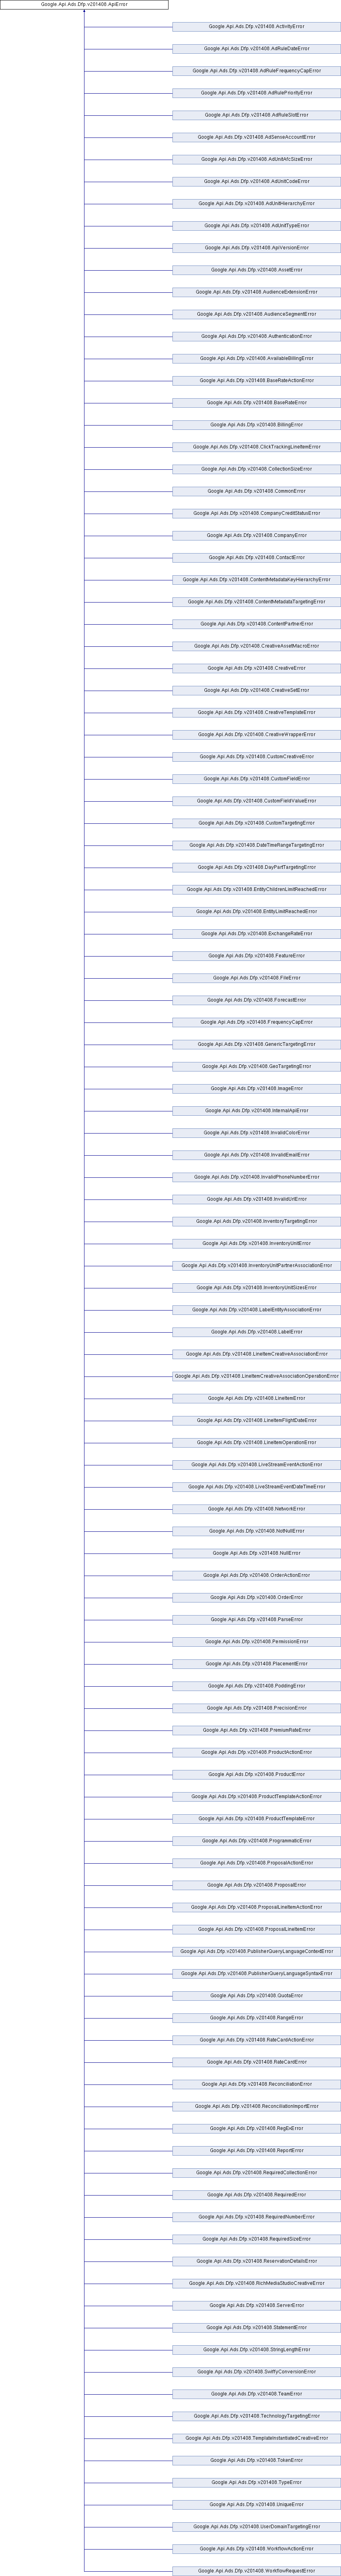 Google.Api.Ads.Dfp.v201408.ApiError
Google.Api.Ads.Dfp.v201408.ActivityError
Google.Api.Ads.Dfp.v201408.AdRuleDateError
Google.Api.Ads.Dfp.v201408.AdRuleFrequencyCapError
Google.Api.Ads.Dfp.v201408.AdRulePriorityError
Google.Api.Ads.Dfp.v201408.AdRuleSlotError
Google.Api.Ads.Dfp.v201408.AdSenseAccountError
Google.Api.Ads.Dfp.v201408.AdUnitAfcSizeError
Google.Api.Ads.Dfp.v201408.AdUnitCodeError
Google.Api.Ads.Dfp.v201408.AdUnitHierarchyError
Google.Api.Ads.Dfp.v201408.AdUnitTypeError
Google.Api.Ads.Dfp.v201408.ApiVersionError
Google.Api.Ads.Dfp.v201408.AssetError
Google.Api.Ads.Dfp.v201408.AudienceExtensionError
Google.Api.Ads.Dfp.v201408.AudienceSegmentError
Google.Api.Ads.Dfp.v201408.AuthenticationError
Google.Api.Ads.Dfp.v201408.AvailableBillingError
Google.Api.Ads.Dfp.v201408.BaseRateActionError
Google.Api.Ads.Dfp.v201408.BaseRateError
Google.Api.Ads.Dfp.v201408.BillingError
Google.Api.Ads.Dfp.v201408.ClickTrackingLineItemError
Google.Api.Ads.Dfp.v201408.CollectionSizeError
Google.Api.Ads.Dfp.v201408.CommonError
Google.Api.Ads.Dfp.v201408.CompanyCreditStatusError
Google.Api.Ads.Dfp.v201408.CompanyError
Google.Api.Ads.Dfp.v201408.ContactError
Google.Api.Ads.Dfp.v201408.ContentMetadataKeyHierarchyError
Google.Api.Ads.Dfp.v201408.ContentMetadataTargetingError
Google.Api.Ads.Dfp.v201408.ContentPartnerError
Google.Api.Ads.Dfp.v201408.CreativeAssetMacroError
Google.Api.Ads.Dfp.v201408.CreativeError
Google.Api.Ads.Dfp.v201408.CreativeSetError
Google.Api.Ads.Dfp.v201408.CreativeTemplateError
Google.Api.Ads.Dfp.v201408.CreativeWrapperError
Google.Api.Ads.Dfp.v201408.CustomCreativeError
Google.Api.Ads.Dfp.v201408.CustomFieldError
Google.Api.Ads.Dfp.v201408.CustomFieldValueError
Google.Api.Ads.Dfp.v201408.CustomTargetingError
Google.Api.Ads.Dfp.v201408.DateTimeRangeTargetingError
Google.Api.Ads.Dfp.v201408.DayPartTargetingError
Google.Api.Ads.Dfp.v201408.EntityChildrenLimitReachedError
Google.Api.Ads.Dfp.v201408.EntityLimitReachedError
Google.Api.Ads.Dfp.v201408.ExchangeRateError
Google.Api.Ads.Dfp.v201408.FeatureError
Google.Api.Ads.Dfp.v201408.FileError
Google.Api.Ads.Dfp.v201408.ForecastError
Google.Api.Ads.Dfp.v201408.FrequencyCapError
Google.Api.Ads.Dfp.v201408.GenericTargetingError
Google.Api.Ads.Dfp.v201408.GeoTargetingError
Google.Api.Ads.Dfp.v201408.ImageError
Google.Api.Ads.Dfp.v201408.InternalApiError
Google.Api.Ads.Dfp.v201408.InvalidColorError
Google.Api.Ads.Dfp.v201408.InvalidEmailError
Google.Api.Ads.Dfp.v201408.InvalidPhoneNumberError
Google.Api.Ads.Dfp.v201408.InvalidUrlError
Google.Api.Ads.Dfp.v201408.InventoryTargetingError
Google.Api.Ads.Dfp.v201408.InventoryUnitError
Google.Api.Ads.Dfp.v201408.InventoryUnitPartnerAssociationError
Google.Api.Ads.Dfp.v201408.InventoryUnitSizesError
Google.Api.Ads.Dfp.v201408.LabelEntityAssociationError
Google.Api.Ads.Dfp.v201408.LabelError
Google.Api.Ads.Dfp.v201408.LineItemCreativeAssociationError
Google.Api.Ads.Dfp.v201408.LineItemCreativeAssociationOperationError
Google.Api.Ads.Dfp.v201408.LineItemError
Google.Api.Ads.Dfp.v201408.LineItemFlightDateError
Google.Api.Ads.Dfp.v201408.LineItemOperationError
Google.Api.Ads.Dfp.v201408.LiveStreamEventActionError
Google.Api.Ads.Dfp.v201408.LiveStreamEventDateTimeError
Google.Api.Ads.Dfp.v201408.NetworkError
Google.Api.Ads.Dfp.v201408.NotNullError
Google.Api.Ads.Dfp.v201408.NullError
Google.Api.Ads.Dfp.v201408.OrderActionError
Google.Api.Ads.Dfp.v201408.OrderError
Google.Api.Ads.Dfp.v201408.ParseError
Google.Api.Ads.Dfp.v201408.PermissionError
Google.Api.Ads.Dfp.v201408.PlacementError
Google.Api.Ads.Dfp.v201408.PoddingError
Google.Api.Ads.Dfp.v201408.PrecisionError
Google.Api.Ads.Dfp.v201408.PremiumRateError
Google.Api.Ads.Dfp.v201408.ProductActionError
Google.Api.Ads.Dfp.v201408.ProductError
Google.Api.Ads.Dfp.v201408.ProductTemplateActionError
Google.Api.Ads.Dfp.v201408.ProductTemplateError
Google.Api.Ads.Dfp.v201408.ProgrammaticError
Google.Api.Ads.Dfp.v201408.ProposalActionError
Google.Api.Ads.Dfp.v201408.ProposalError
Google.Api.Ads.Dfp.v201408.ProposalLineItemActionError
Google.Api.Ads.Dfp.v201408.ProposalLineItemError
Google.Api.Ads.Dfp.v201408.PublisherQueryLanguageContextError
Google.Api.Ads.Dfp.v201408.PublisherQueryLanguageSyntaxError
Google.Api.Ads.Dfp.v201408.QuotaError
Google.Api.Ads.Dfp.v201408.RangeError
Google.Api.Ads.Dfp.v201408.RateCardActionError
Google.Api.Ads.Dfp.v201408.RateCardError
Google.Api.Ads.Dfp.v201408.ReconciliationError
Google.Api.Ads.Dfp.v201408.ReconciliationImportError
Google.Api.Ads.Dfp.v201408.RegExError
Google.Api.Ads.Dfp.v201408.ReportError
Google.Api.Ads.Dfp.v201408.RequiredCollectionError
Google.Api.Ads.Dfp.v201408.RequiredError
Google.Api.Ads.Dfp.v201408.RequiredNumberError
Google.Api.Ads.Dfp.v201408.RequiredSizeError
Google.Api.Ads.Dfp.v201408.ReservationDetailsError
Google.Api.Ads.Dfp.v201408.RichMediaStudioCreativeError
Google.Api.Ads.Dfp.v201408.ServerError
Google.Api.Ads.Dfp.v201408.StatementError
Google.Api.Ads.Dfp.v201408.StringLengthError
Google.Api.Ads.Dfp.v201408.SwiffyConversionError
Google.Api.Ads.Dfp.v201408.TeamError
Google.Api.Ads.Dfp.v201408.TechnologyTargetingError
Google.Api.Ads.Dfp.v201408.TemplateInstantiatedCreativeError
Google.Api.Ads.Dfp.v201408.TokenError
Google.Api.Ads.Dfp.v201408.TypeError
Google.Api.Ads.Dfp.v201408.UniqueError
Google.Api.Ads.Dfp.v201408.UserDomainTargetingError
Google.Api.Ads.Dfp.v201408.WorkflowActionError
Google.Api.Ads.Dfp.v201408.WorkflowRequestError